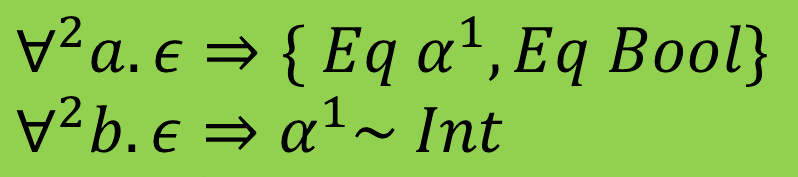 ∀²a. ϵ ⇒ { Eq α¹, Eq Bool}
∀²b. ϵ ⇒ α¹~ Int